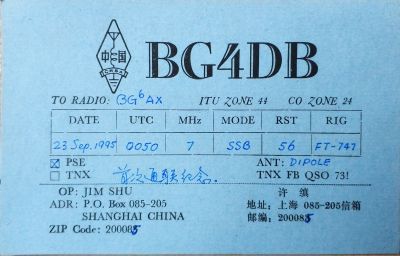 中国
CRSA
BG4DB
TO RADIO: BG6AX ITU ZONE 44 CO ZONE 24
DATE UTC MHz MODE RST RIG
23 Sep. 1995 0050 7 SSB 56 FT-747
PSE ANT: DIPOLE
TNX 首次通联纪念. TNX FB QSO 73!
OP: JIM SHU 许 缜
ADR: P.O. Box 085-205 地址: 上海 085-205信箱
SHANGHAI CHINA 邮编: 200085
ZIP Code: 200085